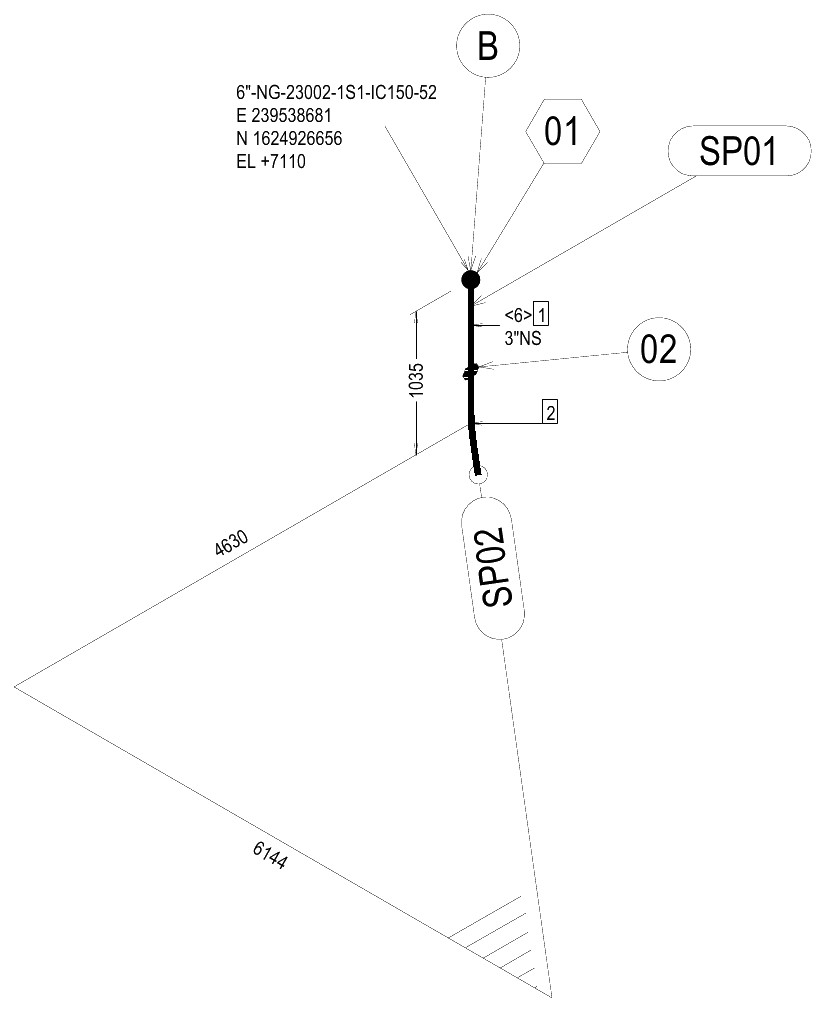 B
6"-NG-23002-1S1-IC150-52
E 239538681
N 1624926656
EL +7110
01
SP01
<6> 1
3"NS
02
1035
2
4630
SP02
6144